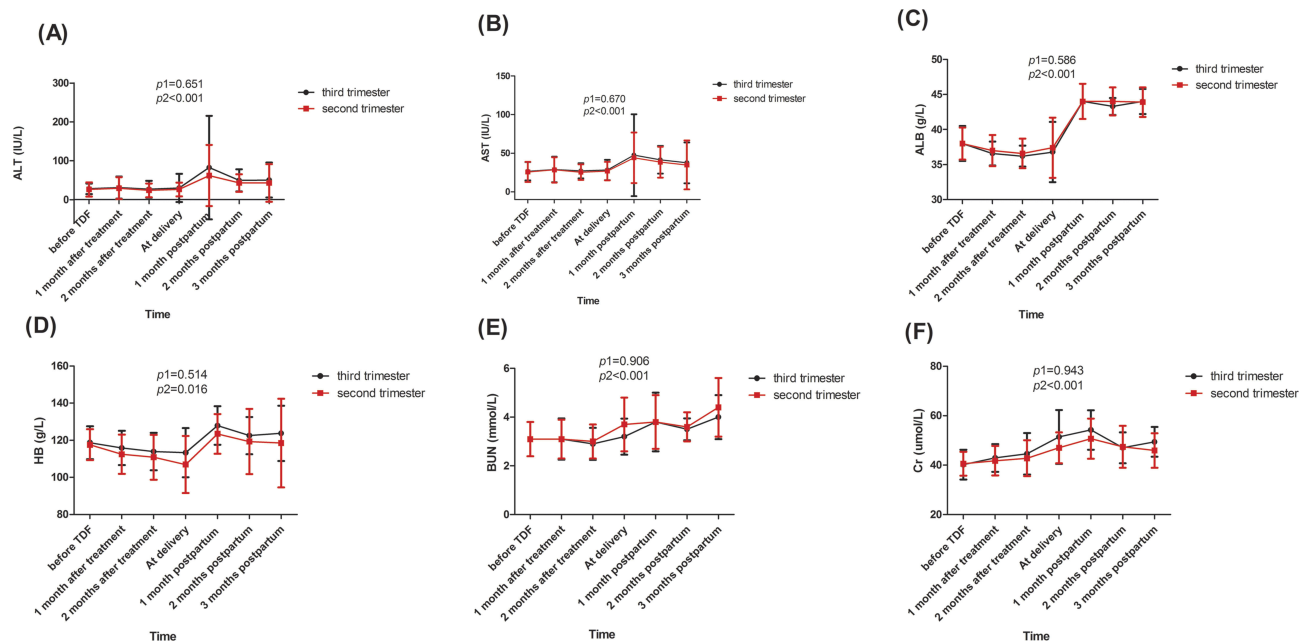 (A)
ALT (IU/L)
300
200
100
0
p1=0.651
p2<0.001
third trimester
second trimester
before TDF
1 month after treatment
2 months after treatment
At delivery
1 month postpartum
2 months postpartum
3 months postpartum
Time
(B)
AST (IU/L)
150
100
50
0
p1=0.670
p2<0.001
third trimester
second trimester
before TDF
1 month after treatment
2 months after treatment
At delivery
1 month postpartum
2 months postpartum
3 months postpartum
Time
(C)
ALB (g/L)
50
45
40
35
30
p1=0.586
p2<0.001
third trimester
second trimester
before TDF
1 month after treatment
2 months after treatment
At delivery
1 month postpartum
2 months postpartum
3 months postpartum
Time
(D)
HB (g/L)
160
140
120
100
80
p1=0.514
p2=0.016
third trimester
second trimester
before TDF
1 month after treatment
2 months after treatment
At delivery
1 month postpartum
2 months postpartum
3 months postpartum
Time
(E)
BUN (mmol/L)
6
4
2
0
p1=0.906
p2<0.001
third trimester
second trimester
before TDF
1 month after treatment
2 months after treatment
At delivery
1 month postpartum
2 months postpartum
3 months postpartum
Time
(F)
Cr (umol/L)
80
60
40
20
p1=0.943
p2<0.001
third trimester
second trimester
before TDF
1 month after treatment
2 months after treatment
At delivery
1 month postpartum
2 months postpartum
3 months postpartum
Time